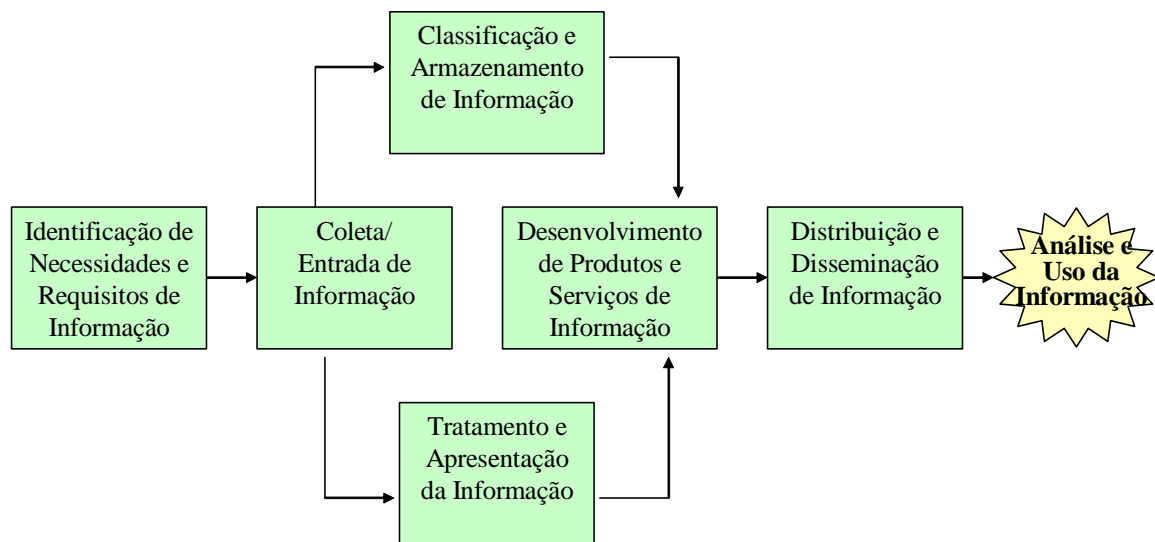 Classificação e
Armazenamento
de Informação
Identificação de
Necessidades e
Requisitos de
Informação
Coleta/
Entrada de
Informação
Desenvolvimento
de Produtos e
Serviços de
Informação
Distribuição e
Disseminação
de Informação
Análise e
Uso da
Informação
Tratamento e
Apresentação
da Informação